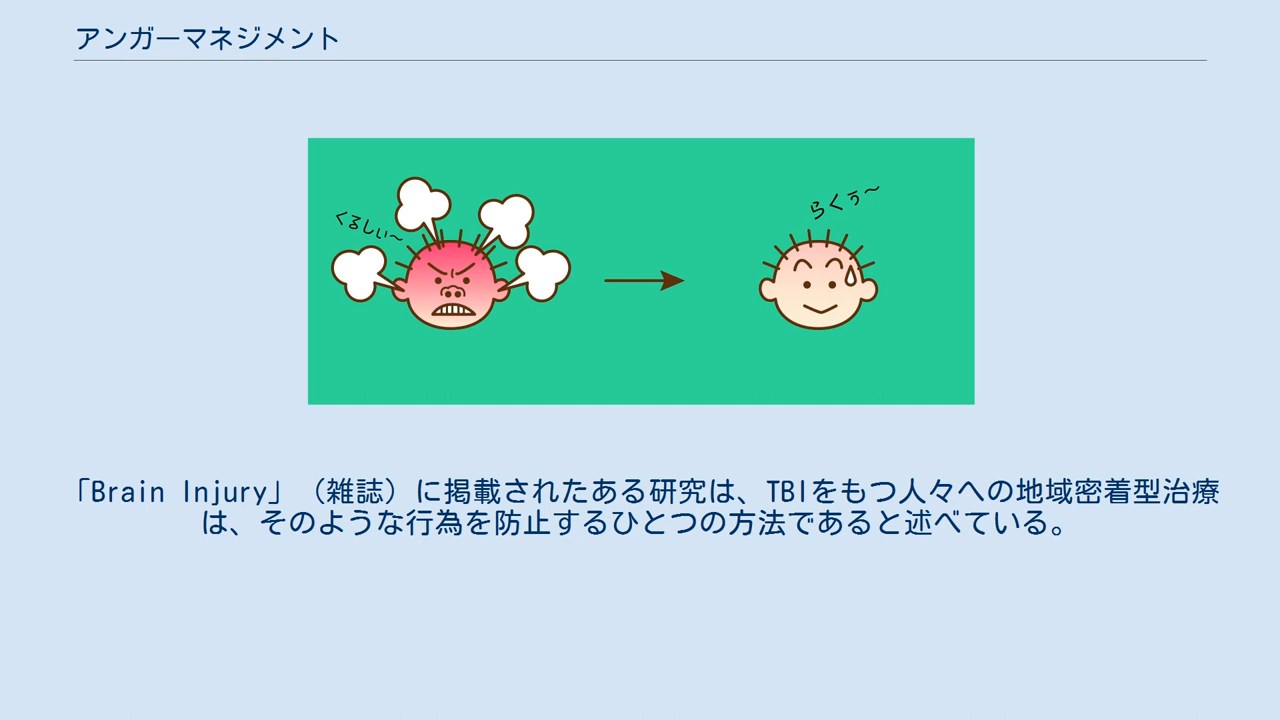 アンガーマネジメント
くるしぃ〜
らくぅ〜
「Brain Injury」（雑誌）に掲載されたある研究は、TBIをもつ人々への地域密着型治療
は、そのような行為を防止するひとつの方法であると述べている。